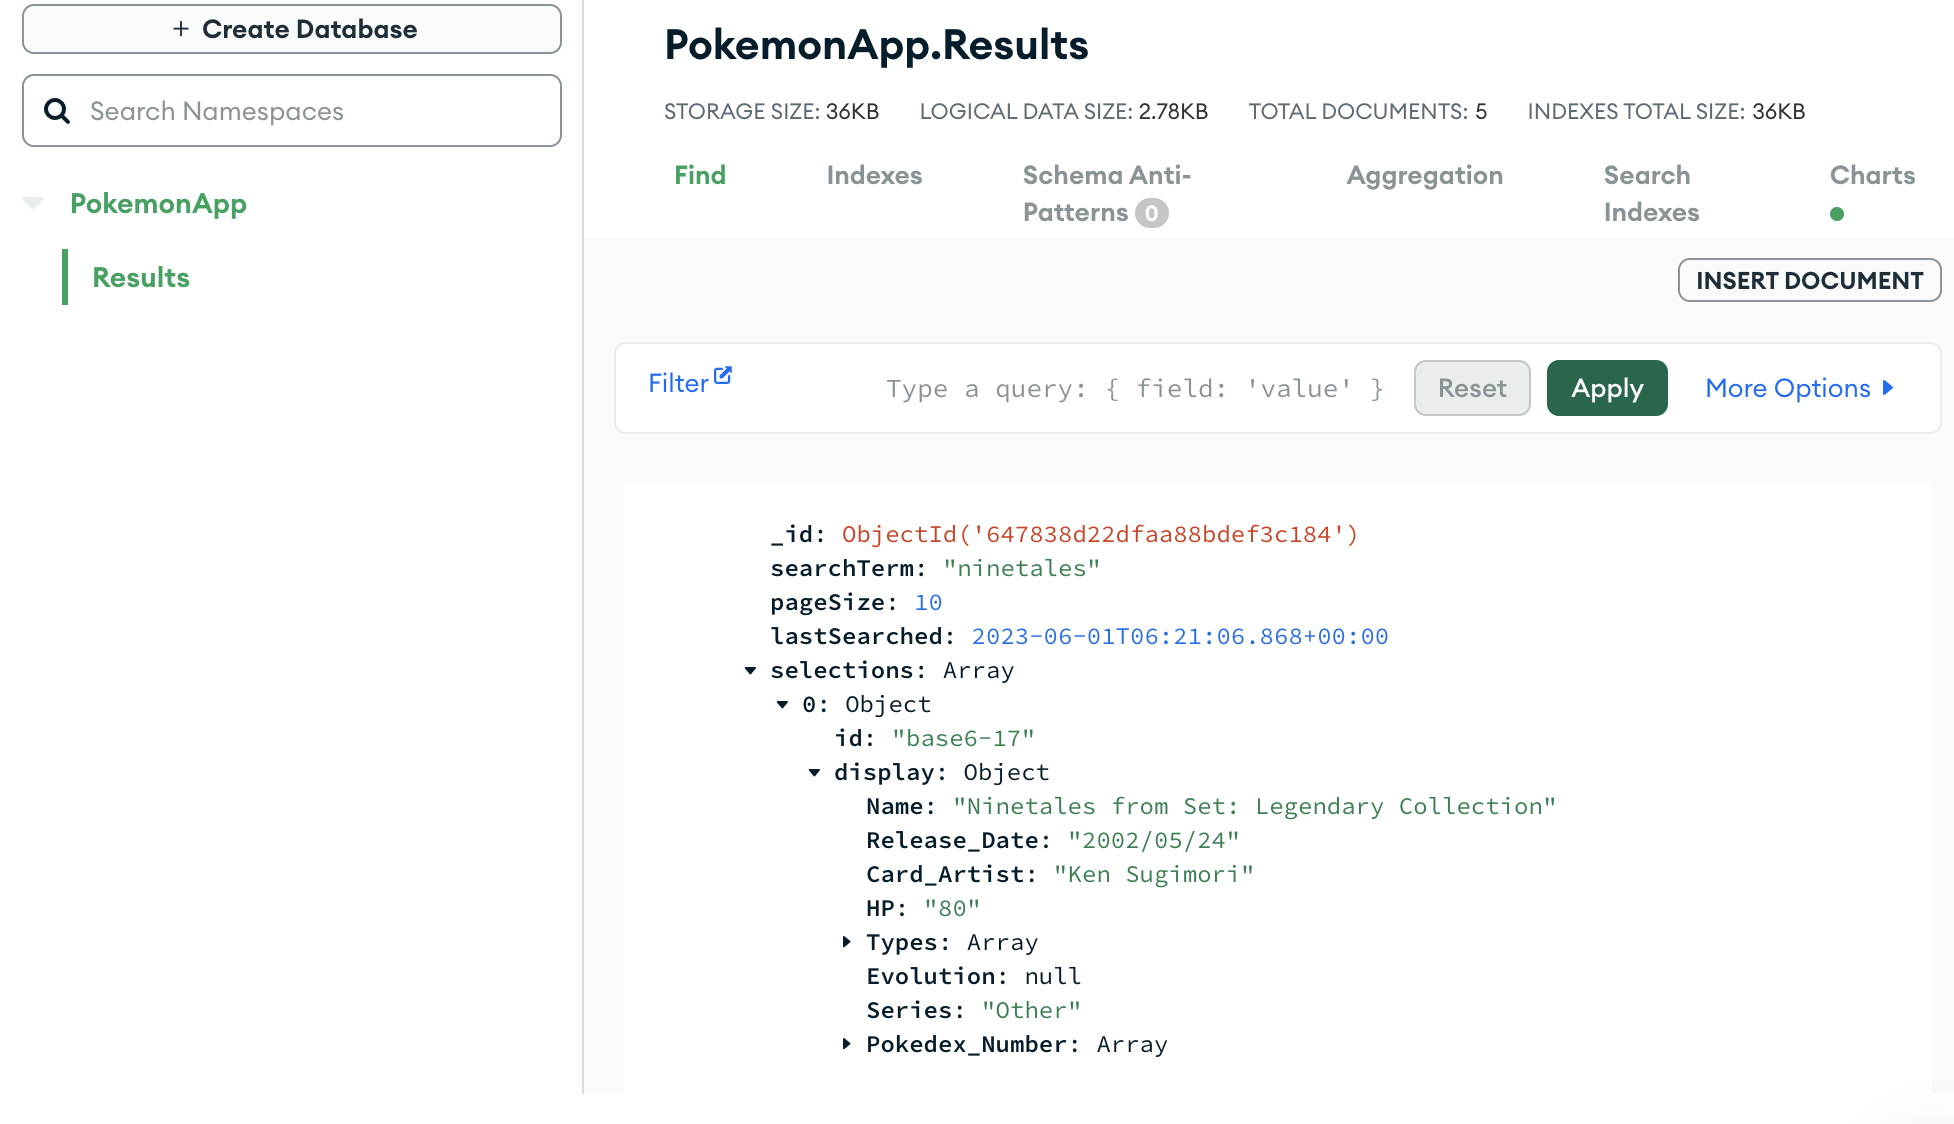 + Create Database
Search Namespaces
PokemonApp
Results
PokemonApp.Results
STORAGE SIZE: 36KB LOGICAL DATA SIZE: 2.78KB TOTAL DOCUMENTS: 5 INDEXES TOTAL SIZE: 36KB
Find Indexes Schema Anti-Patterns 0 Aggregation Search Indexes Charts
INSERT DOCUMENT
Filter Type a query: { field: 'value' } Reset Apply More Options
_id: ObjectId('647838d22dfaa88bdef3c184')
searchTerm: "ninetales"
pageSize: 10
lastSearched: 2023-06-01T06:21:06.868+00:00
selections: Array
0: Object
id: "base6-17"
display: Object
Name: "Ninetales from Set: Legendary Collection"
Release_Date: "2002/05/24"
Card_Artist: "Ken Sugimori"
HP: "80"
Types: Array
Evolution: null
Series: "Other"
Pokedex_Number: Array